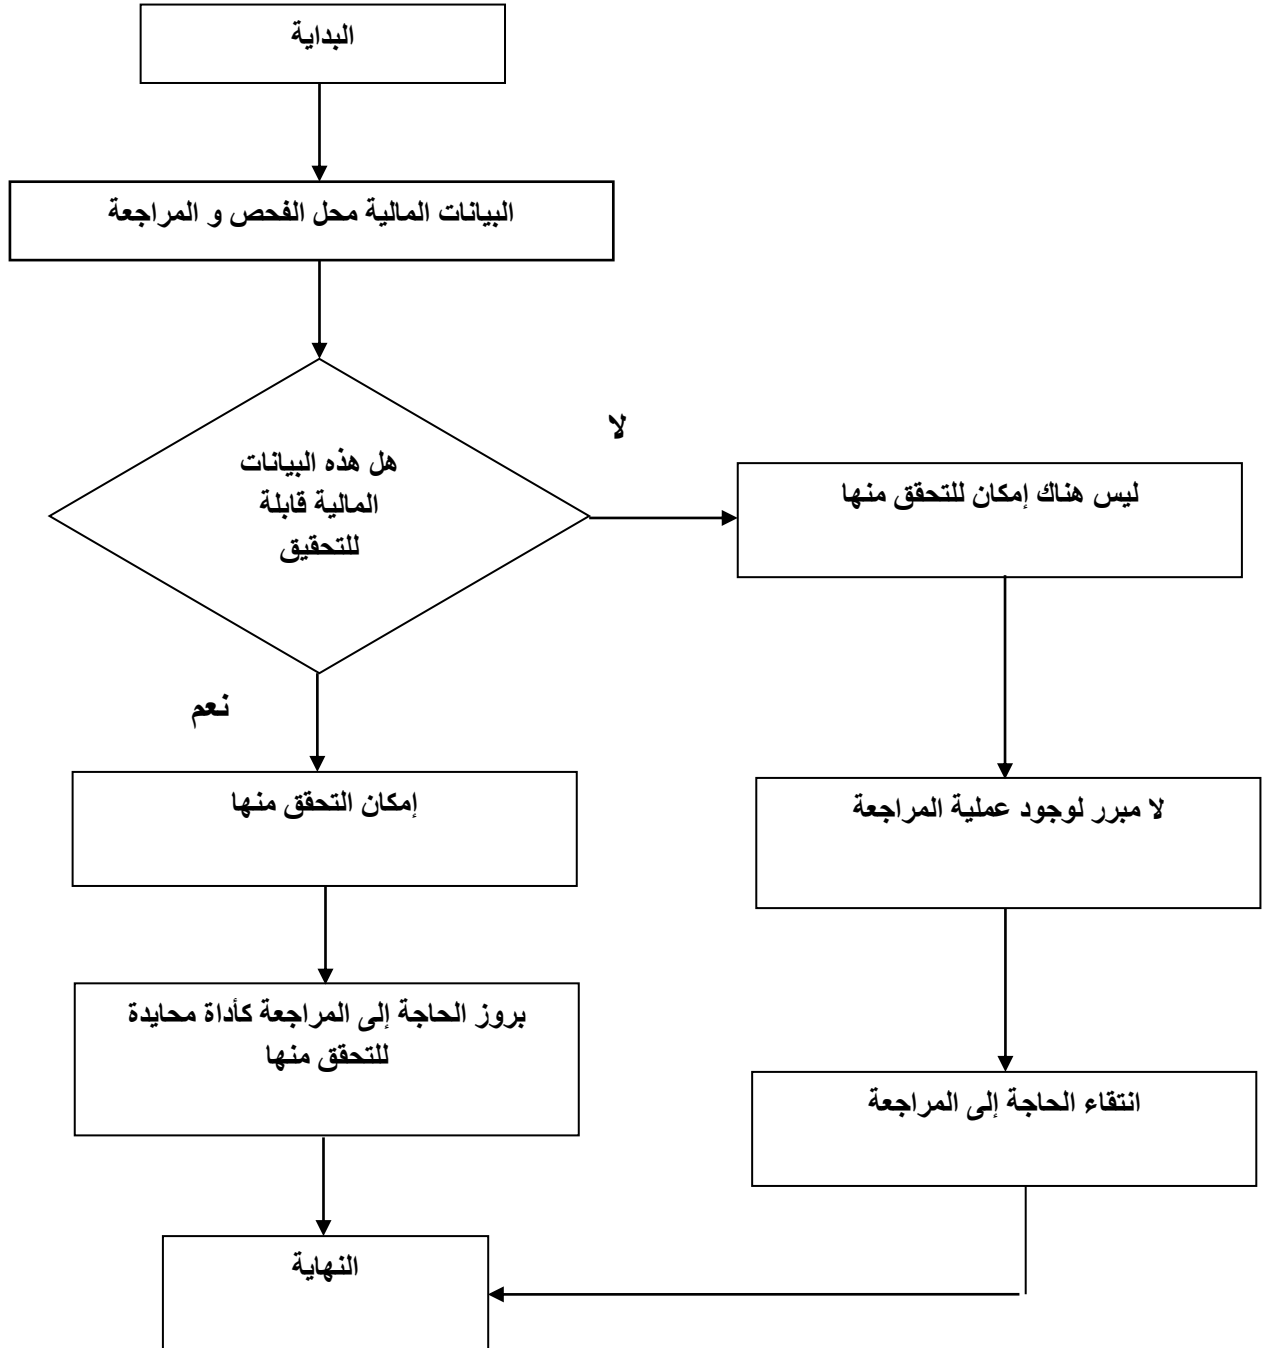 البداية
البيانات المالية محل الفحص و المراجعة
لا
هل هذه البيانات
المالية قابلة
للتحقيق
ليس هناك إمكان للتحقق منها
نعم
إمكان التحقق منها
لا مبرر لوجود عملية المراجعة
بروز الحاجة إلى المراجعة كأداة محايدة
للتحقق منها
انتقاء الحاجة إلى المراجعة
النهاية